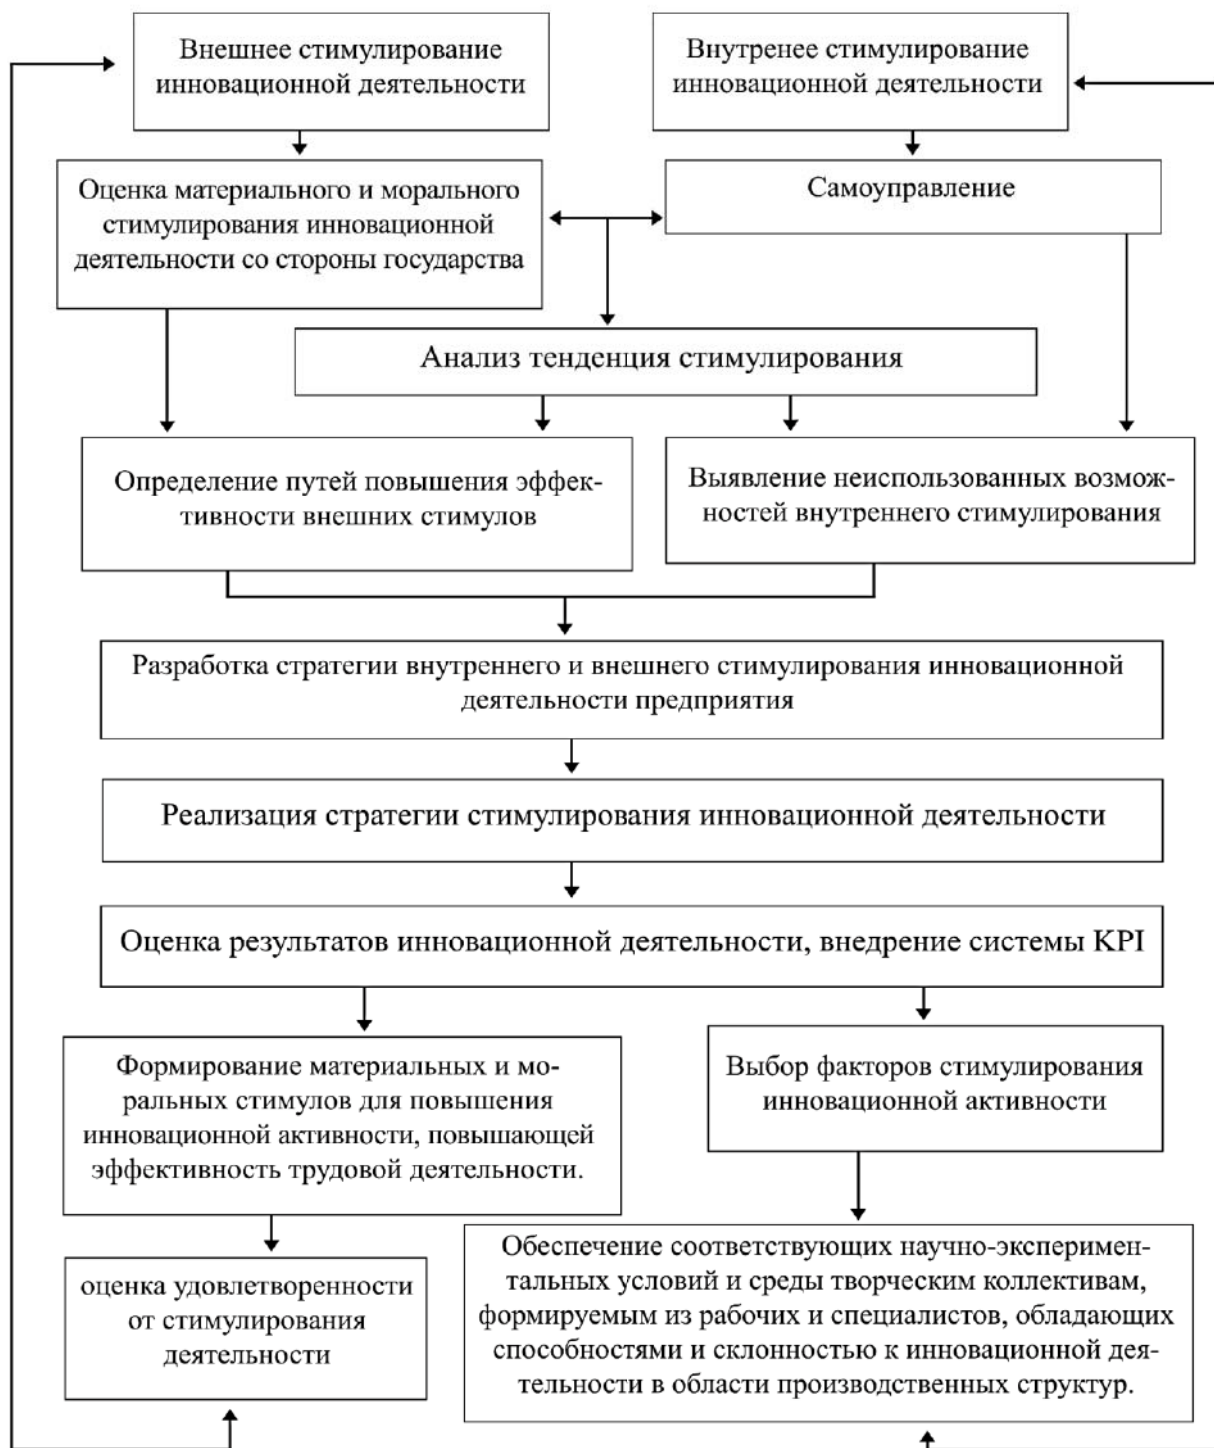 Внешнее стимулирование
инновационной деятельности
Внутренее стимулирование
инновационной деятельности
Оценка материального и морального
стимулирования инновационной
деятельности со стороны государства
Самоуправление
Анализ тенденция стимулирования
Определение путей повышения эффек-
тивности внешних стимулов
Выявление неиспользованных возмож-
ностей внутреннего стимулирования
Разработка стратегии внутреннего и внешнего стимулирования инновационной
деятельности предприятия
Реализация стратегии стимулирования инновационной деятельности
Оценка результатов инновационной деятельности, внедрение системы KPI
Формирование материальных и мо-
ральных стимулов для повышения
инновационной активности, повышающей
эффективность трудовой деятельности.
Выбор факторов стимулирования
инновационной активности
оценка удовлетворенности
от стимулирования
деятельности
Обеспечение соответствующих научно-эксперимен-
тальных условий и среды творческим коллективам,
формируемым из рабочих и специалистов, обладающих
способностями и склонностью к инновационной дея-
тельности в области производственных структур.